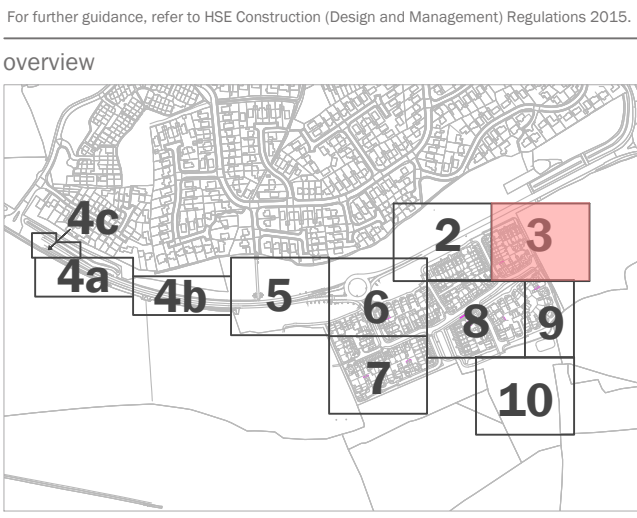 For further guidance, refer to HSE Construction (Design and Management) Regulations 2015.
overview
4c
2
3
4a
4b
5
6
8
9
7
10